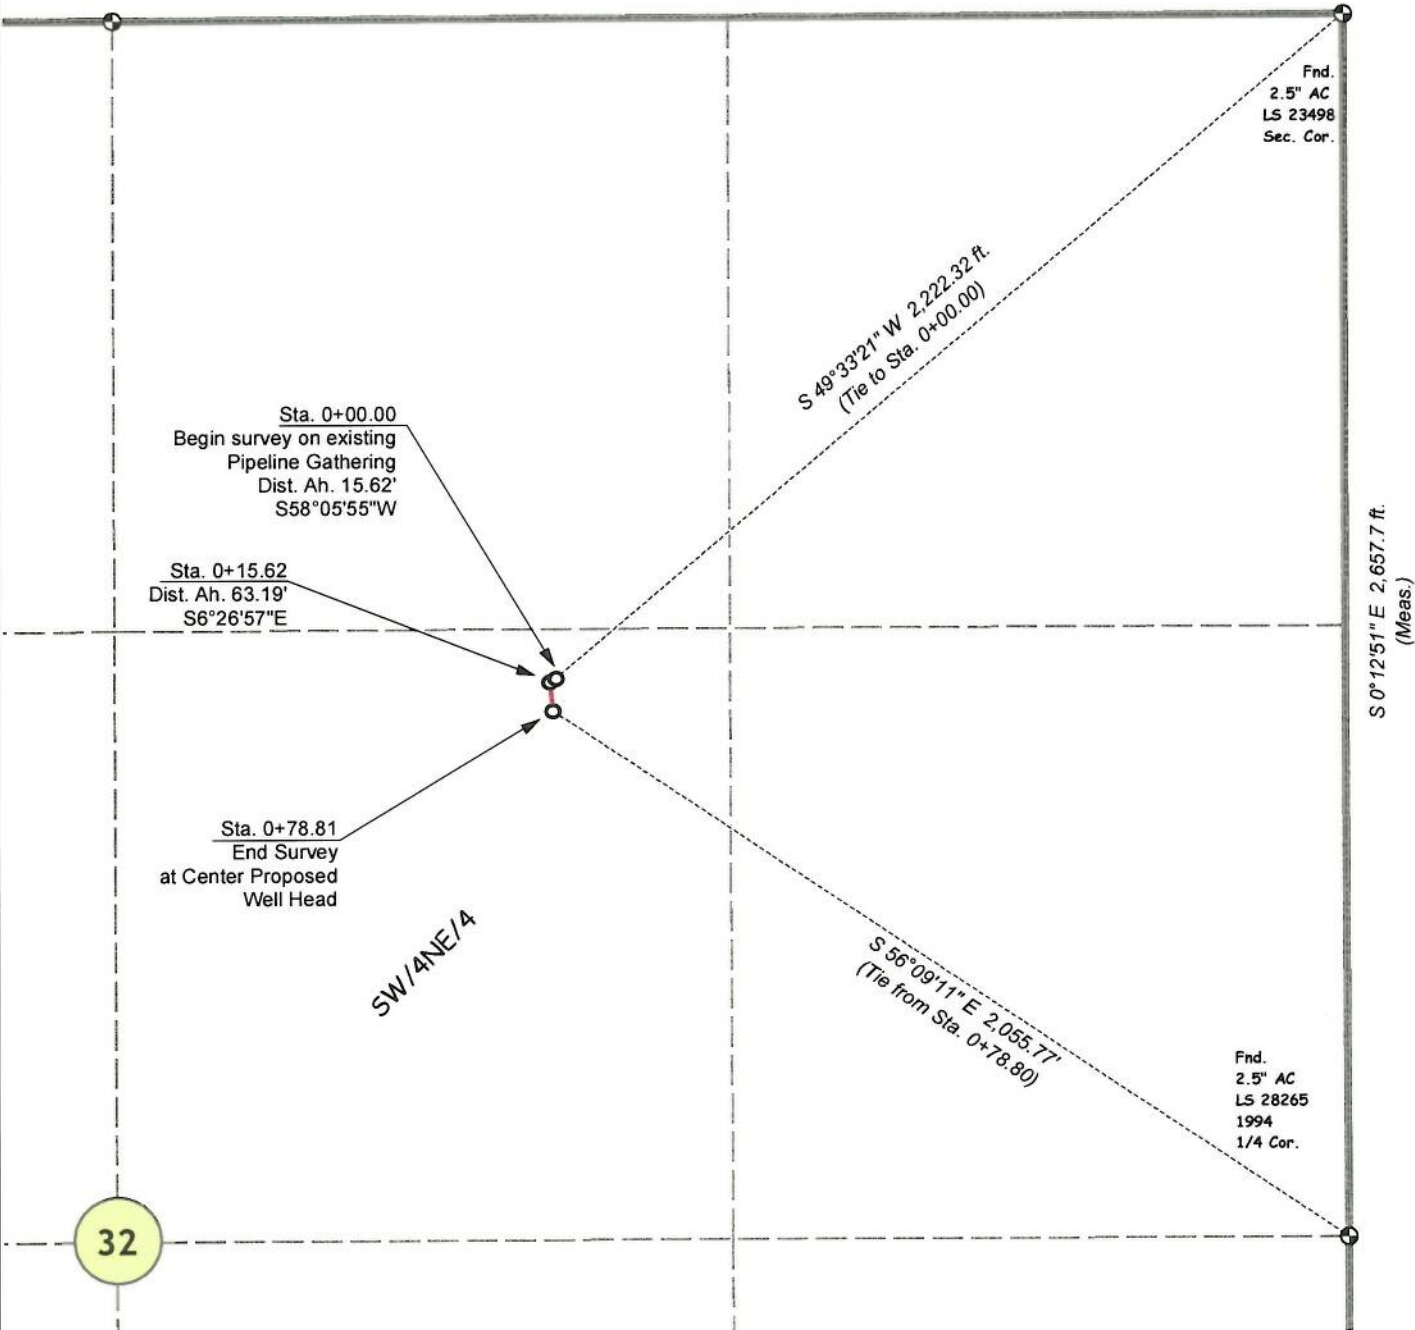 Fnd.
2.5" AC
LS 23498
Sec. Cor.
S 49°33'21" W 2,222.32 ft.
(Tie to Sta. 0+00.00)
Sta. 0+00.00
Begin survey on existing
Pipeline Gathering
Dist. Ah. 15.62'
S58°05'55"W
S 0°12'51" E 2,657.7 ft.
(Meas.)
Sta. 0+15.62
Dist. Ah. 63.19'
S6°26'57"E
Sta. 0+78.81
End Survey
at Center Proposed
Well Head
SW/4NE/4
S 56°09'11" E 2,055.77'
(Tie from Sta. 0+78.80)
Fnd.
2.5" AC
LS 28265
1994
1/4 Cor.
32